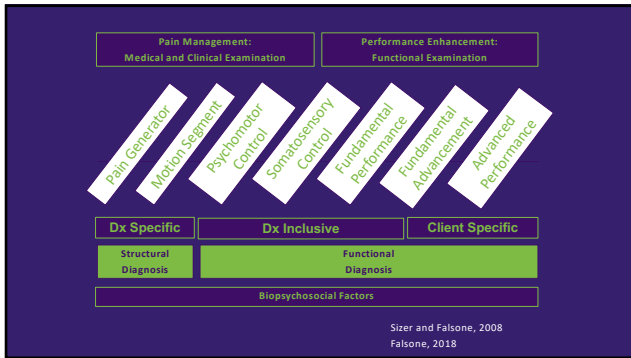 Pain Management:
Medical and Clinical Examination
Performance Enhancement:
Functional Examination
Pain Generator
Motion Segment
Psychomotor
Control
Somatosensory
Control
Fundamental
Performance
Fundamental
Advancement
Advanced
Performance
Dx Specific
Dx Inclusive
Client Specific
Structural
Diagnosis
Functional
Diagnosis
Biopsychosocial Factors
Sizer and Falsone, 2008
Falsone, 2018